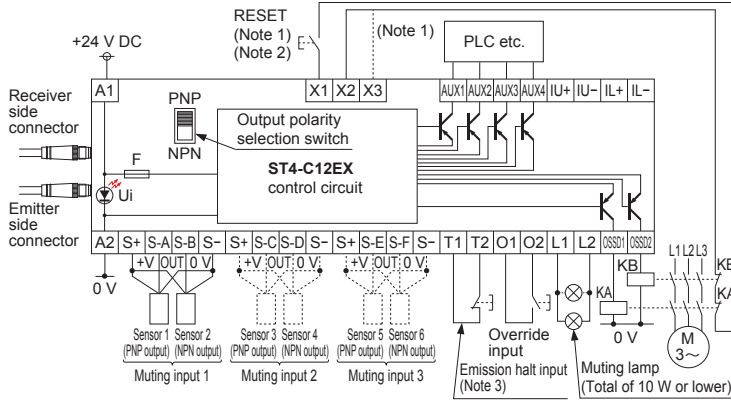 RESET
(Note 1)
(Note 2)
(Note 1)
PLC etc.
+24 V DC
A1 X1 X2 X3 AUX1 AUX2 AUX3 AUX4 IU+ IU− IL+ IL−
Receiver
side
connector
PNP
NPN
Output polarity
selection switch
F
ST4-C12EX
control circuit
Ui
Emitter
side
connector
A2 S+ S-A S-B S− S+ S-C S-D S− S+ S-E S-F S− T1 T2 O1 O2 L1 L2 OSSD1 OSSD2
0 V
+V OUT 0 V
+V OUT 0 V
+V OUT 0 V
L1 L2 L3
KB
KA
KB
KA
0 V
M
3~
Sensor 1
(PNP output)
Sensor 2
(NPN output)
Muting input 1
Sensor 3
(PNP output)
Sensor 4
(NPN output)
Muting input 2
Sensor 5
(PNP output)
Sensor 6
(NPN output)
Muting input 3
Override
input
Emission halt input
(Note 3)
Muting lamp
(Total of 10 W or lower)